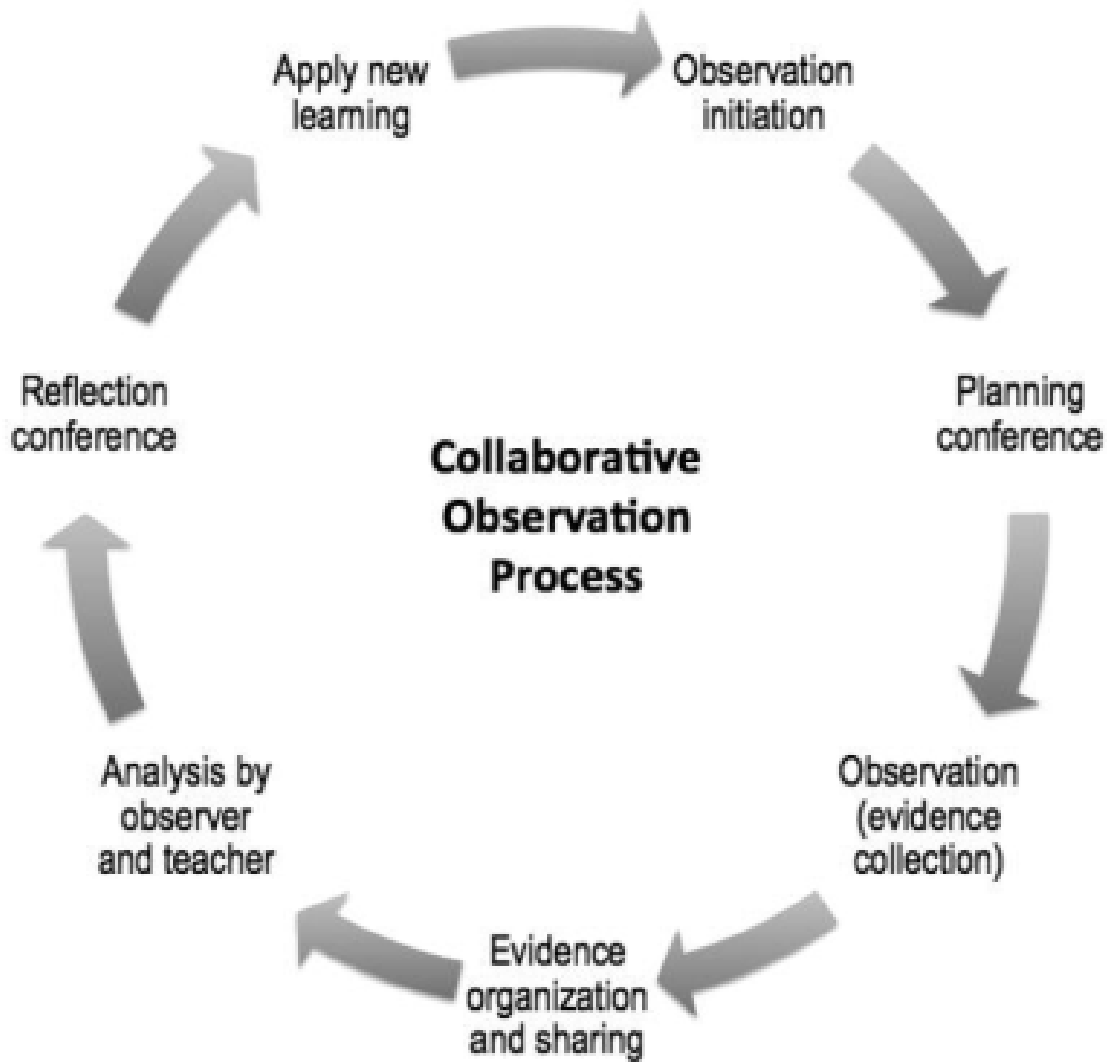 Apply new
learning
Observation
initiation
Planning
conference
Observation
(evidence
collection)
Evidence
organization
and sharing
Analysis by
observer
and teacher
Reflection
conference
Collaborative
Observation
Process